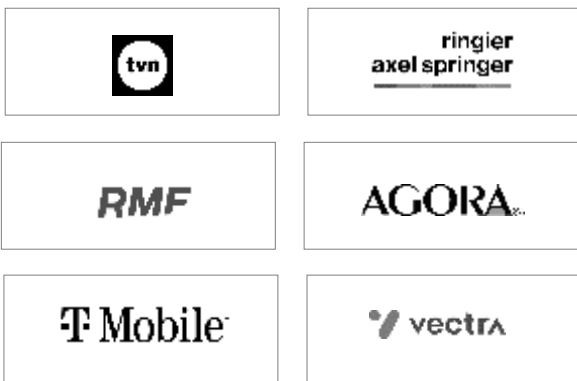 tvn
ringier
axel springer
RMF
AGORA
T Mobile
vectra